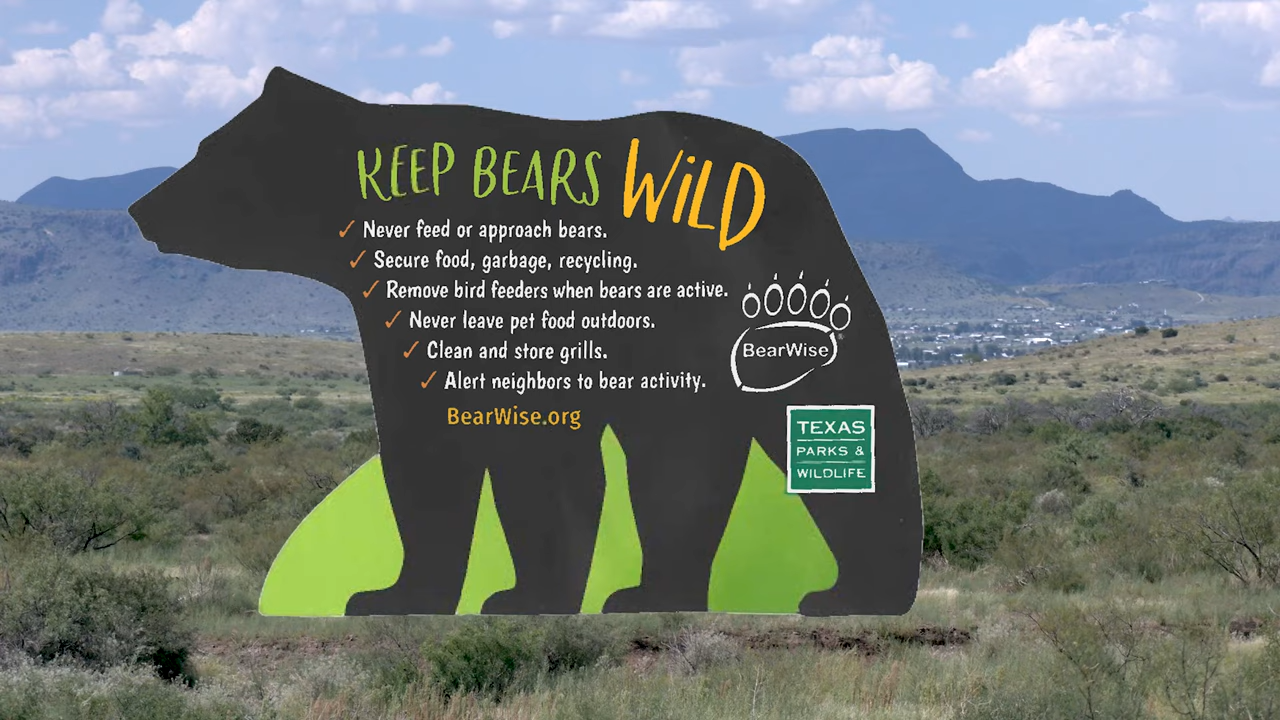 KEEP BEARS WiLD
✓ Never feed or approach bears.
✓ Secure food, garbage, recycling.
✓ Remove bird feeders when bears are active.
✓ Never leave pet food outdoors.
✓ Clean and store grills.
✓ Alert neighbors to bear activity.
BearWise.org
BearWise®
TEXAS
PARKS &
WILDLIFE